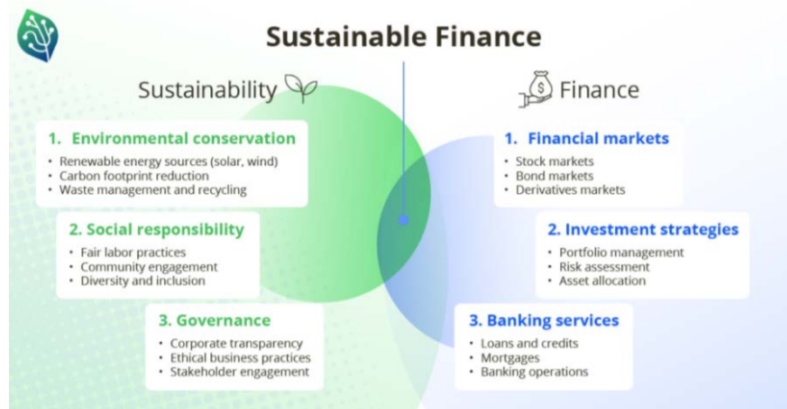 Sustainable Finance
Sustainability
1. Environmental conservation
• Renewable energy sources (solar, wind)
• Carbon footprint reduction
• Waste management and recycling
2. Social responsibility
• Fair labor practices
• Community engagement
• Diversity and inclusion
3. Governance
• Corporate transparency
• Ethical business practices
• Stakeholder engagement
$ Finance
1. Financial markets
• Stock markets
• Bond markets
• Derivatives markets
2. Investment strategies
• Portfolio management
• Risk assessment
• Asset allocation
3. Banking services
• Loans and credits
• Mortgages
• Banking operations